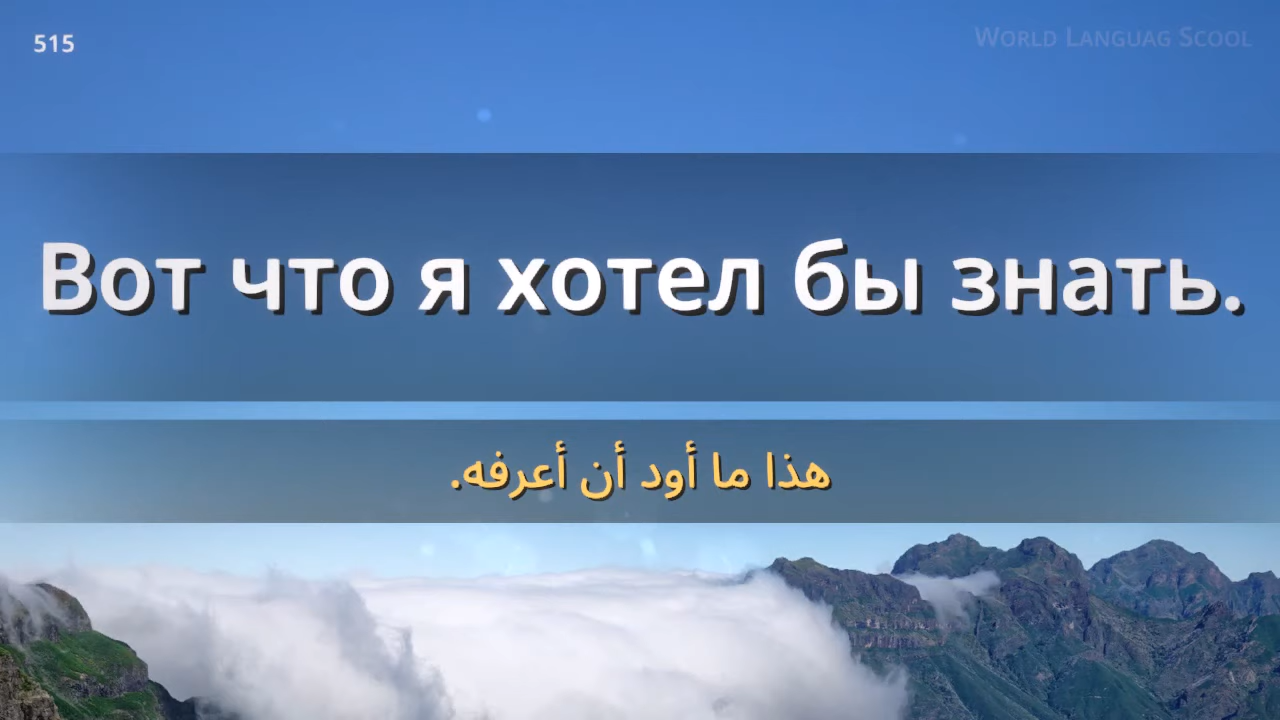 515
World Languag Scool
Вот что я хотел бы знать.
هذا ما أود أن أعرفه.